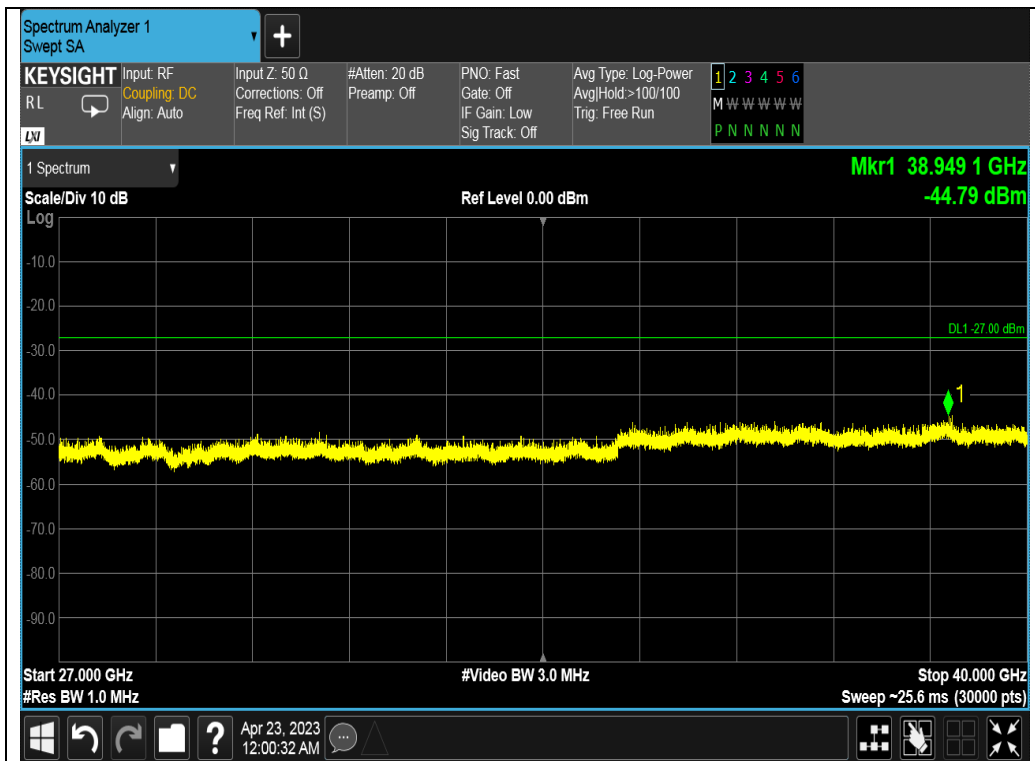 Spectrum Analyzer 1
Swept SA
+
KEYSIGHT
RL
LXI
Input: RF
Coupling: DC
Align: Auto
Input Z: 50 Ω
Corrections: Off
Freq Ref: Int (S)
#Atten: 20 dB
Preamp: Off
PNO: Fast
Gate: Off
IF Gain: Low
Sig Track: Off
Avg Type: Log-Power
Avg|Hold:>100/100
Trig: Free Run
1 2 3 4 5 6
M W W W W W
P N N N N N
1 Spectrum
Mkr1 38.949 1 GHz
Scale/Div 10 dB
Ref Level 0.00 dBm
-44.79 dBm
Log
-10.0
-20.0
DL1 -27.00 dBm
-30.0
-40.0
1
-50.0
-60.0
-70.0
-80.0
-90.0
Start 27.000 GHz
#Video BW 3.0 MHz
Stop 40.000 GHz
#Res BW 1.0 MHz
Sweep ~25.6 ms (30000 pts)
?
Apr 23, 2023
12:00:32 AM